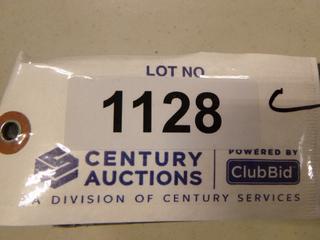 LOT NO
1128
CENTURY
AUCTIONS
POWERED BY
ClubBid
A DIVISION OF CENTURY SERVICES